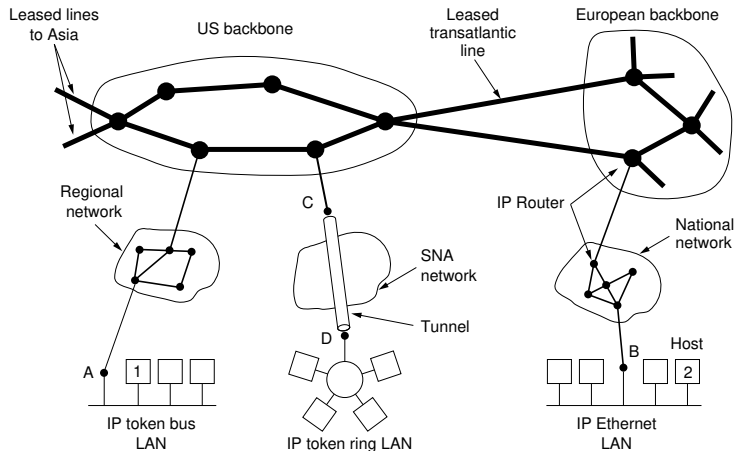 Leased lines
to Asia
US backbone
Leased
transatlantic
line
European backbone
Regional
network
C
SNA
network
Tunnel
D
IP Router
National
network
A
1
B
Host
2
IP token bus
LAN
IP token ring LAN
IP Ethernet
LAN